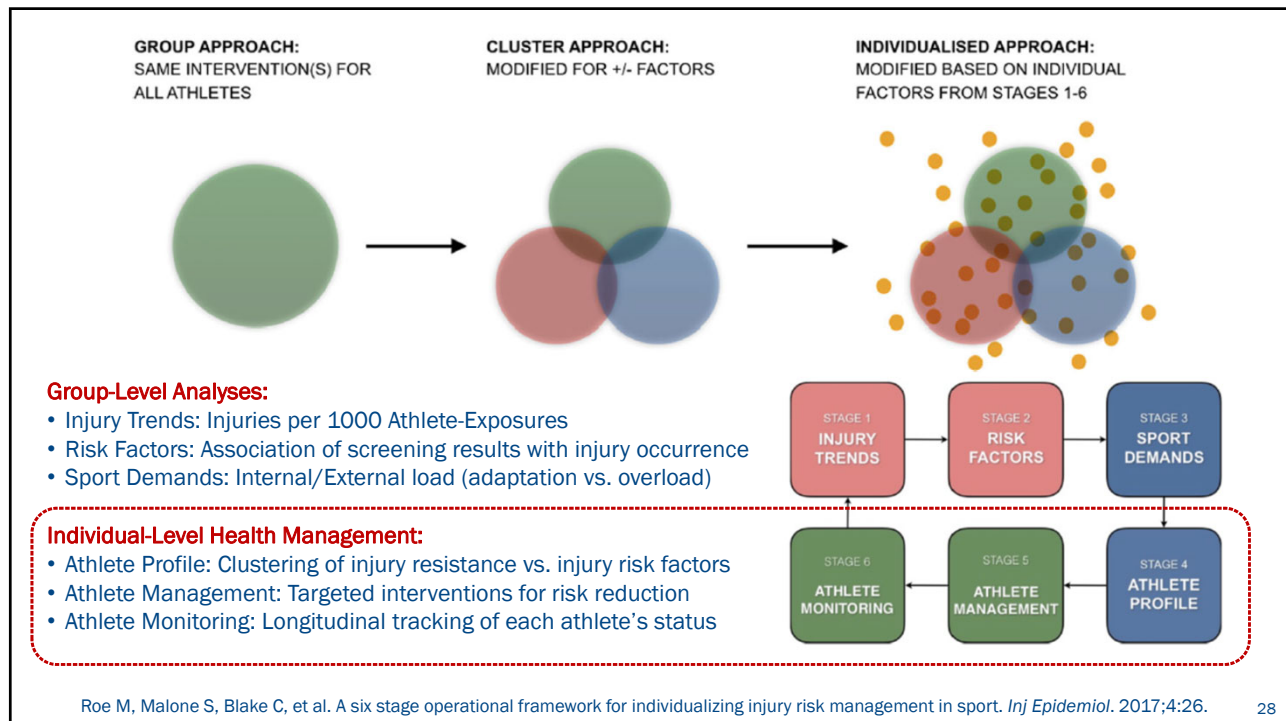 GROUP APPROACH:
SAME INTERVENTION(S) FOR
ALL ATHLETES
CLUSTER APPROACH:
MODIFIED FOR +/- FACTORS
INDIVIDUALISED APPROACH:
MODIFIED BASED ON INDIVIDUAL
FACTORS FROM STAGES 1-6
Group-Level Analyses:
• Injury Trends: Injuries per 1000 Athlete-Exposures
• Risk Factors: Association of screening results with injury occurrence
• Sport Demands: Internal/External load (adaptation vs. overload)
STAGE 1
INJURY
TRENDS
STAGE 2
RISK
FACTORS
STAGE 3
SPORT
DEMANDS
Individual-Level Health Management:
• Athlete Profile: Clustering of injury resistance vs. injury risk factors
• Athlete Management: Targeted interventions for risk reduction
• Athlete Monitoring: Longitudinal tracking of each athlete's status
STAGE 6
ATHLETE
MONITORING
STAGE 5
ATHLETE
MANAGEMENT
STAGE 4
ATHLETE
PROFILE
Roe M, Malone S, Blake C, et al. A six stage operational framework for individualizing injury risk management in sport. Inj Epidemiol. 2017;4:26.
28